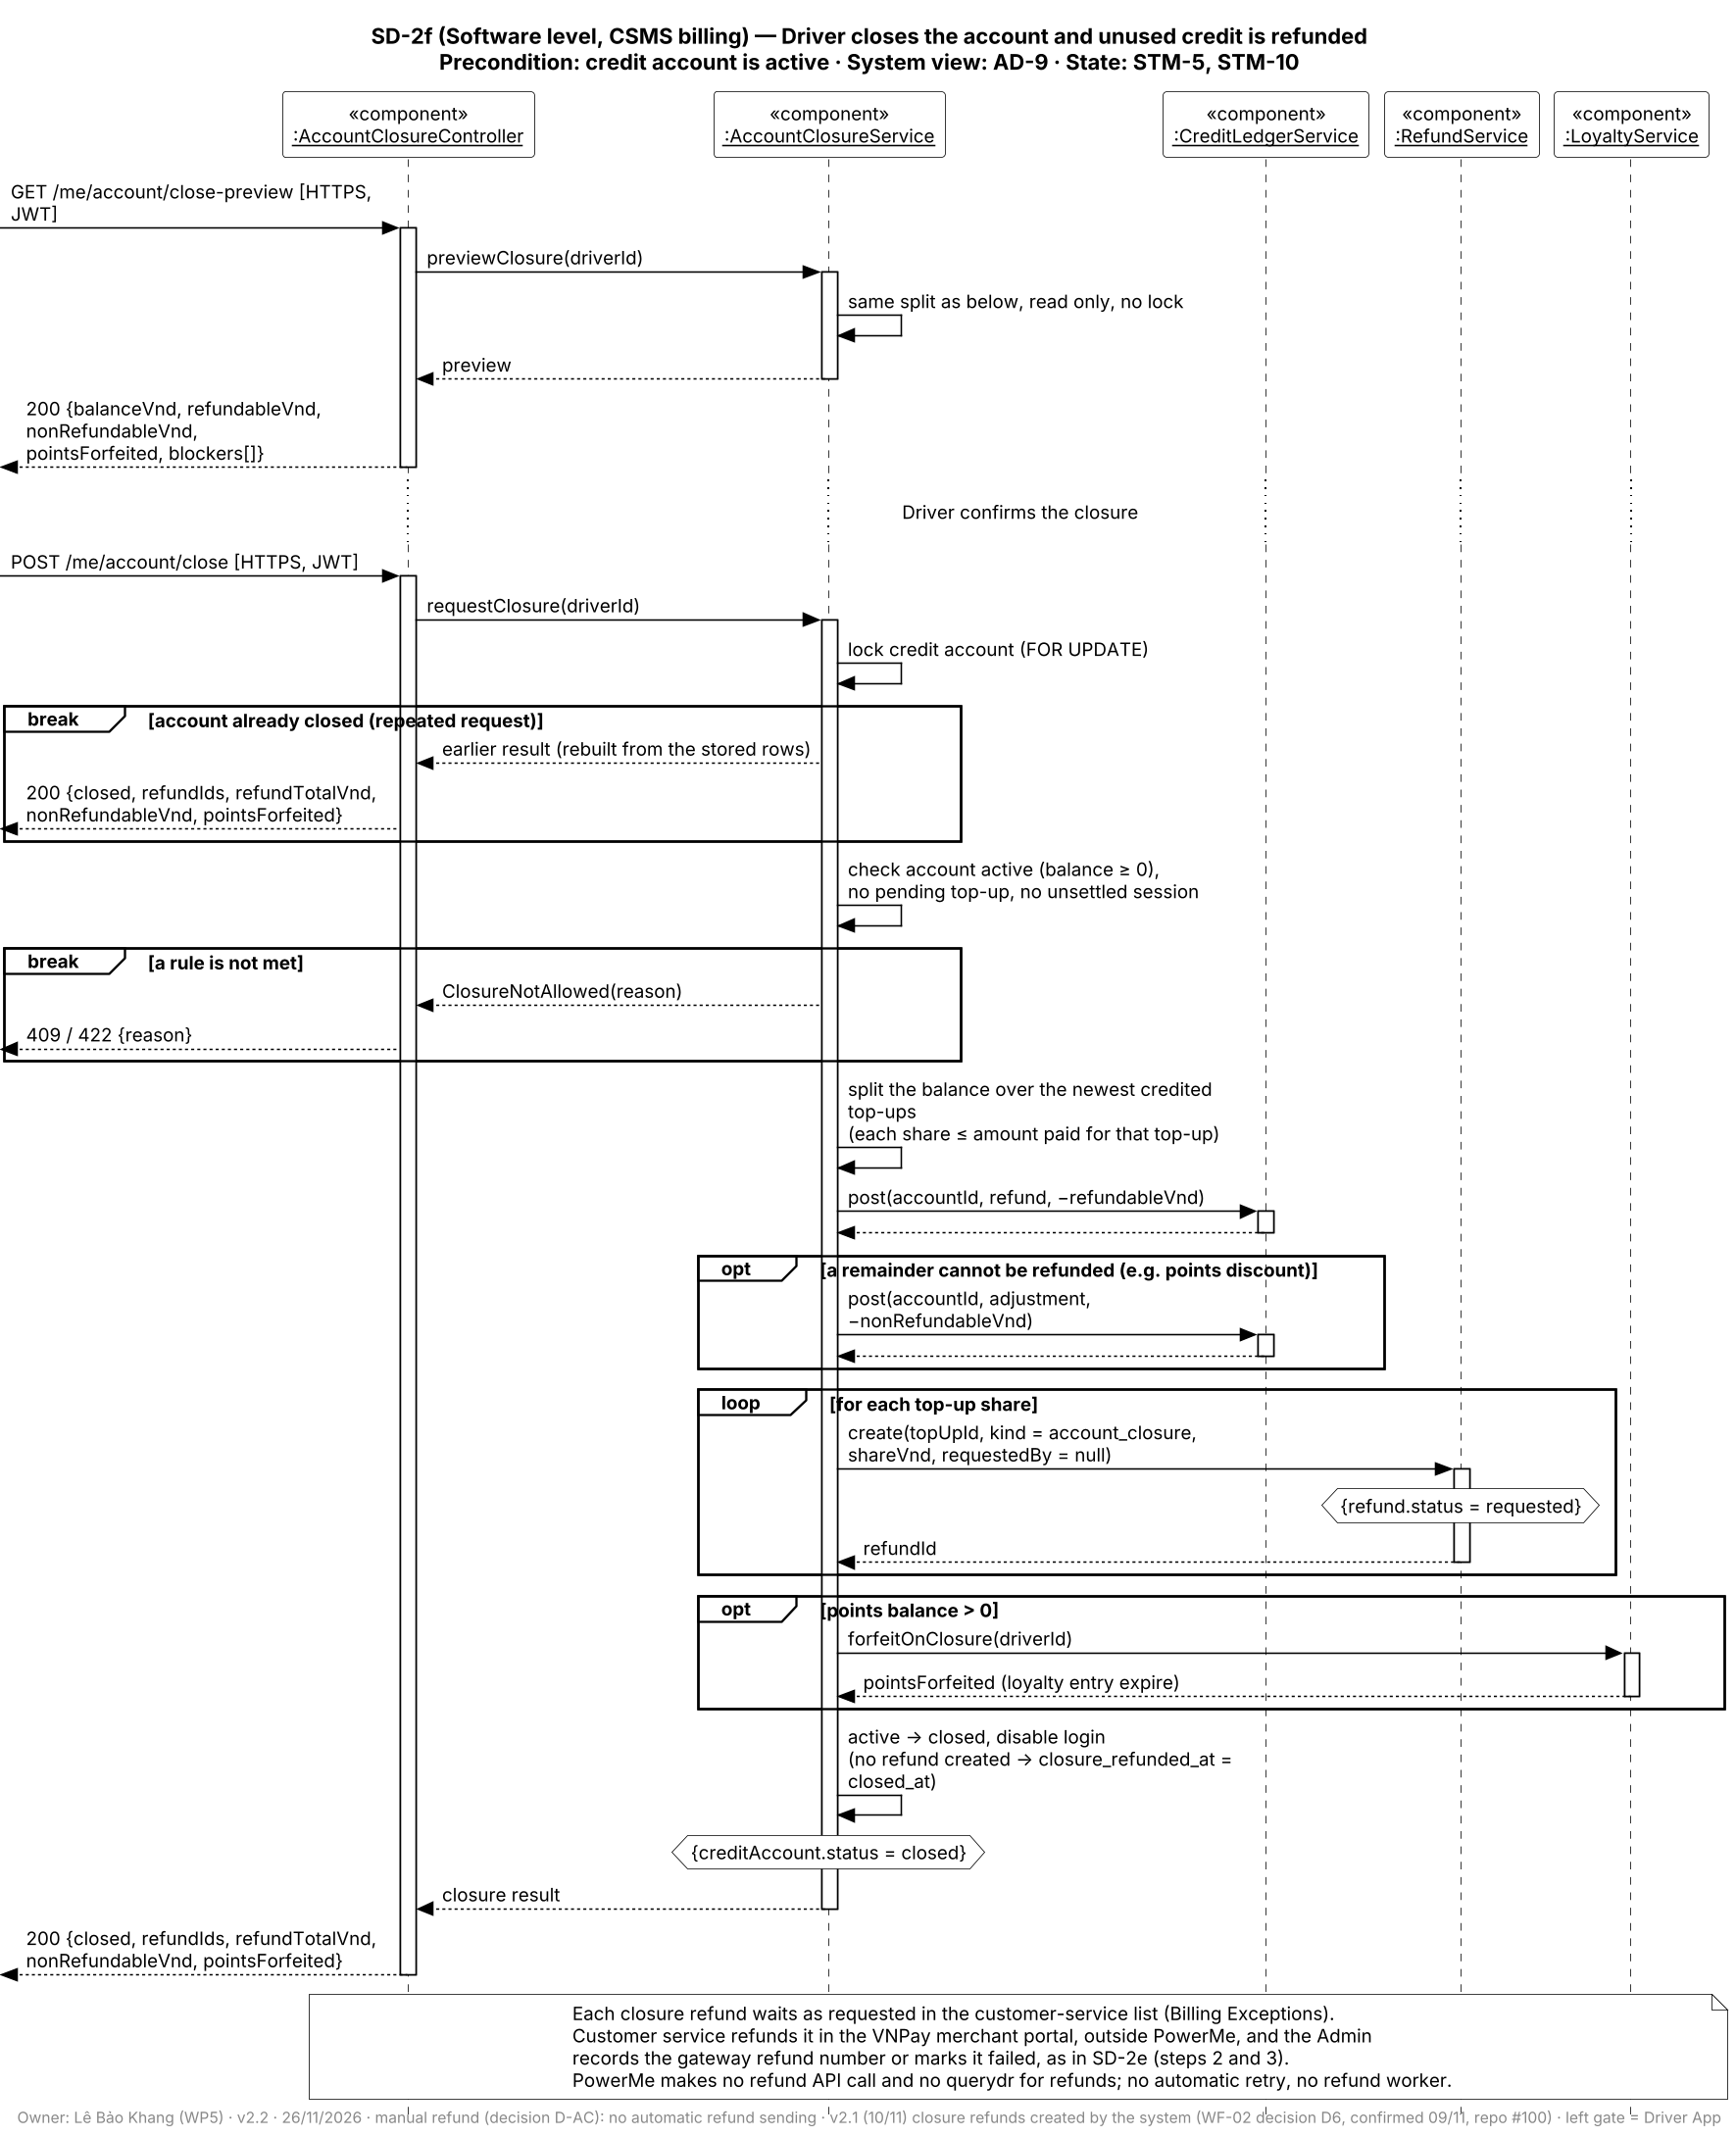 SD-2f (Software level, CSMS billing) — Driver closes the account and unused credit is refunded
Precondition: credit account is active · System view: AD-9 · State: STM-5, STM-10
«component»
:AccountClosureController
«component»
:AccountClosureService
«component»
:CreditLedgerService
«component»
:RefundService
«component»
:LoyaltyService
GET /me/account/close-preview [HTTPS,
JWT]
previewClosure(driverId)
same split as below, read only, no lock
preview
200 {balanceVnd, refundableVnd,
nonRefundableVnd,
pointsForfeited, blockers[]}
Driver confirms the closure
POST /me/account/close [HTTPS, JWT]
requestClosure(driverId)
lock credit account (FOR UPDATE)
break [account already closed (repeated request)]
earlier result (rebuilt from the stored rows)
200 {closed, refundIds, refundTotalVnd,
nonRefundableVnd, pointsForfeited}
check account active (balance ≥ 0),
no pending top-up, no unsettled session
break [a rule is not met]
ClosureNotAllowed(reason)
409 / 422 {reason}
split the balance over the newest credited
top-ups
(each share ≤ amount paid for that top-up)
post(accountId, refund, −refundableVnd)
opt [a remainder cannot be refunded (e.g. points discount)]
post(accountId, adjustment,
−nonRefundableVnd)
loop [for each top-up share]
create(topUpId, kind = account_closure,
shareVnd, requestedBy = null)
{refund.status = requested}
refundId
opt [points balance > 0]
forfeitOnClosure(driverId)
pointsForfeited (loyalty entry expire)
active → closed, disable login
(no refund created → closure_refunded_at =
closed_at)
{creditAccount.status = closed}
closure result
200 {closed, refundIds, refundTotalVnd,
nonRefundableVnd, pointsForfeited}
Each closure refund waits as requested in the customer-service list (Billing Exceptions).
Customer service refunds it in the VNPay merchant portal, outside PowerMe, and the Admin
records the gateway refund number or marks it failed, as in SD-2e (steps 2 and 3).
PowerMe makes no refund API call and no querydr for refunds; no automatic retry, no refund worker.
Owner: Lê Bảo Khang (WP5) · v2.2 · 26/11/2026 · manual refund (decision D-AC): no automatic refund sending · v2.1 (10/11) closure refunds created by the system (WF-02 decision D6, confirmed 09/11, repo #100) · left gate = Driver App